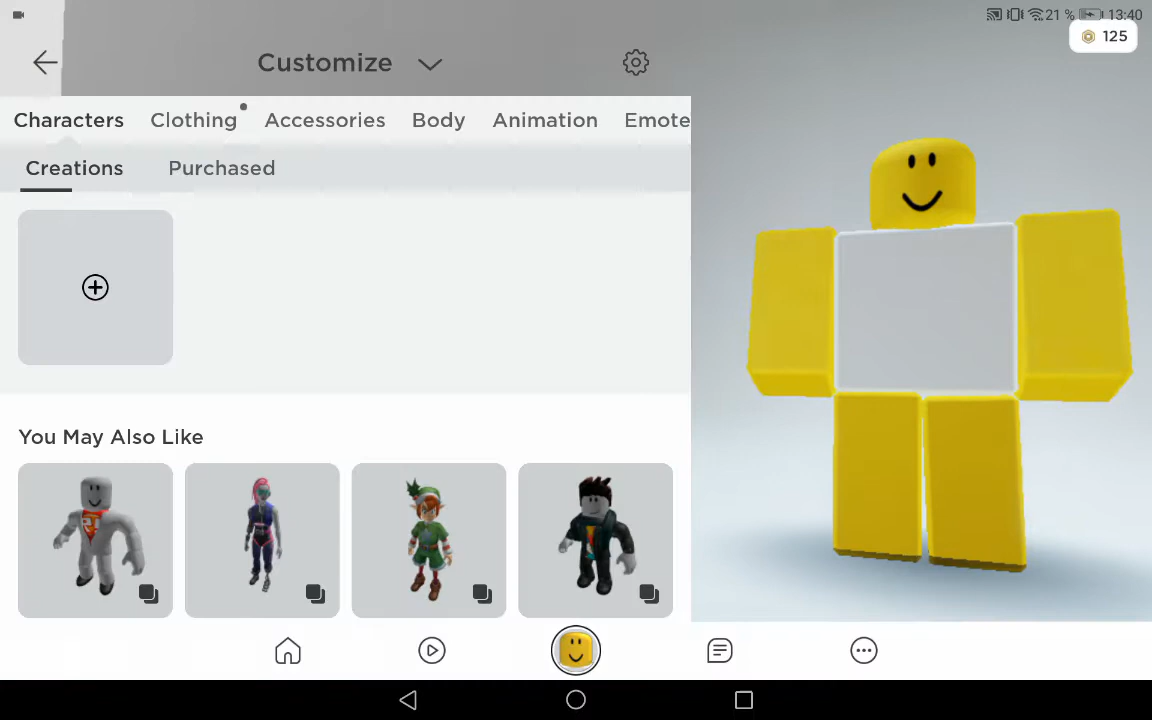 21 % 13:40
125
Customize
Characters Clothing Accessories Body Animation Emote
Creations Purchased
You May Also Like